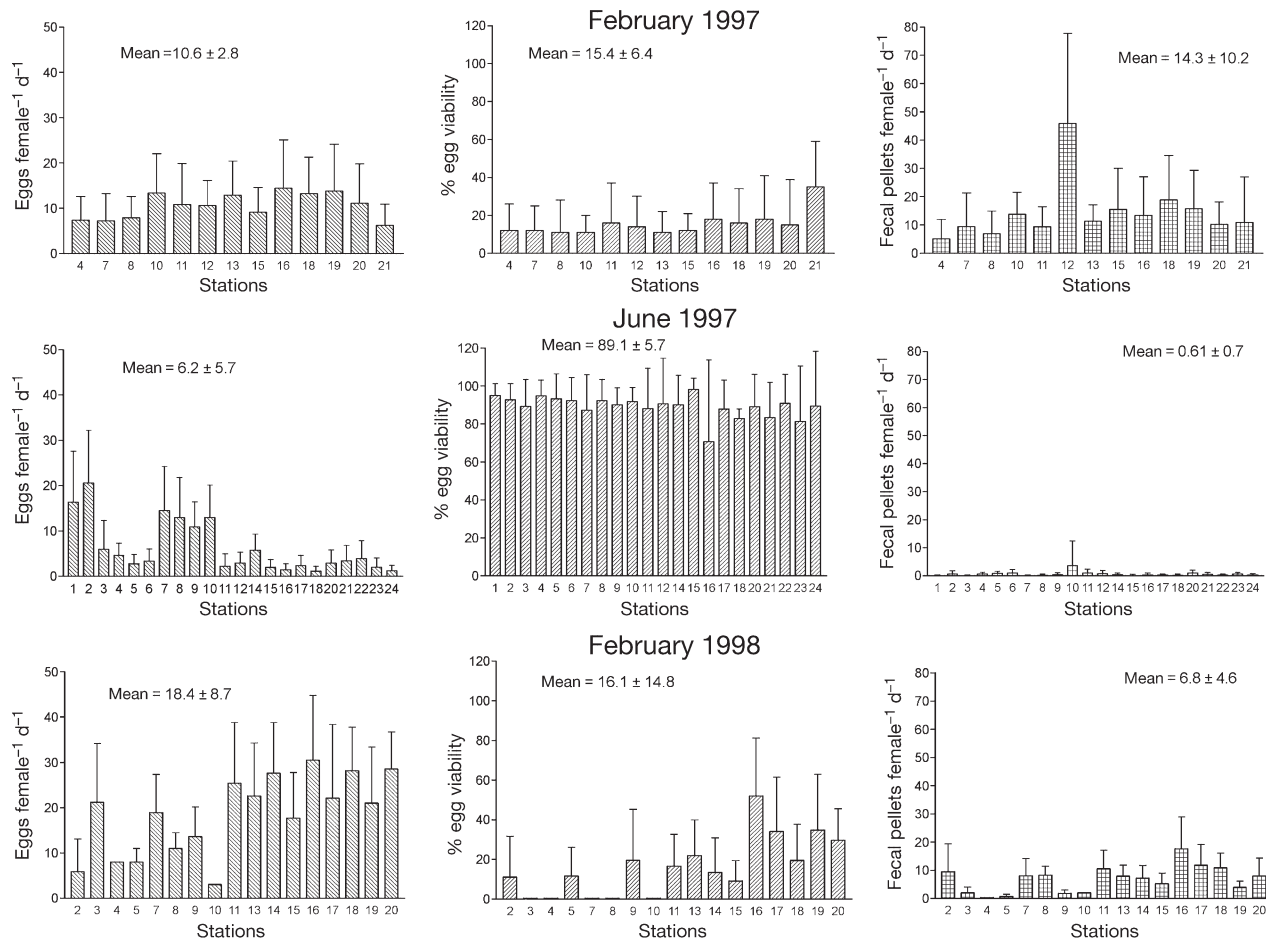 February 1997
Eggs female⁻¹ d⁻¹
50
40
30
20
10
0
Mean =10.6 ± 2.8
4 7 8 10 11 12 13 15 16 18 19 20 21
Stations
% egg viability
120
100
80
60
40
20
0
Mean = 15.4 ± 6.4
4 7 8 10 11 12 13 15 16 18 19 20 21
Stations
Fecal pellets female⁻¹ d⁻¹
80
70
60
50
40
30
20
10
0
Mean = 14.3 ± 10.2
4 7 8 10 11 12 13 15 16 18 19 20 21
Stations
June 1997
Eggs female⁻¹ d⁻¹
50
40
30
20
10
0
Mean = 6.2 ± 5.7
1 2 3 4 5 6 7 8 9 10 11 12 14 15 16 17 18 20 21 22 23 24
Stations
% egg viability
120
100
80
60
40
20
0
Mean = 89.1 ± 5.7
1 2 3 4 5 6 7 8 9 10 11 12 14 15 16 17 18 20 21 22 23 24
Stations
Fecal pellets female⁻¹ d⁻¹
80
70
60
50
40
30
20
10
0
Mean = 0.61 ± 0.7
1 2 3 4 5 6 7 8 9 10 11 12 14 15 16 17 18 20 21 22 23 24
Stations
February 1998
Eggs female⁻¹ d⁻¹
50
40
30
20
10
0
Mean = 18.4 ± 8.7
2 3 4 5 7 8 9 10 11 13 14 15 16 17 18 19 20
Stations
% egg viability
120
100
80
60
40
20
0
Mean = 16.1 ± 14.8
2 3 4 5 7 8 9 10 11 13 14 15 16 17 18 19 20
Stations
Fecal pellets female⁻¹ d⁻¹
80
70
60
50
40
30
20
10
0
Mean = 6.8 ± 4.6
2 3 4 5 7 8 9 10 11 13 14 15 16 17 18 19 20
Stations